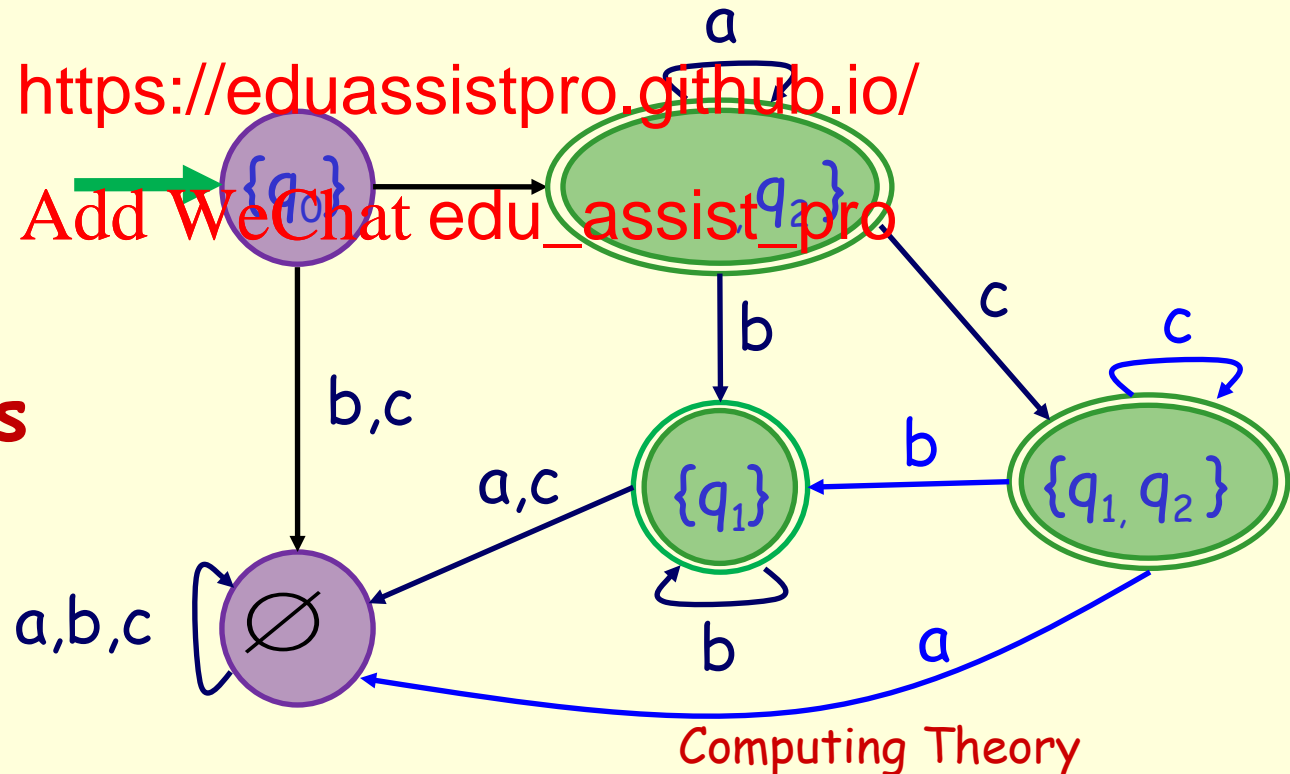 a
https://eduassistpro.github.io/
{q0}
, q2 }
Add WeChat edu_assist_pro
c
b
c
b,c
s
b
a,c
{q1}
{q1, q2 }
a,b,c
∅
b
a
Computing Theory